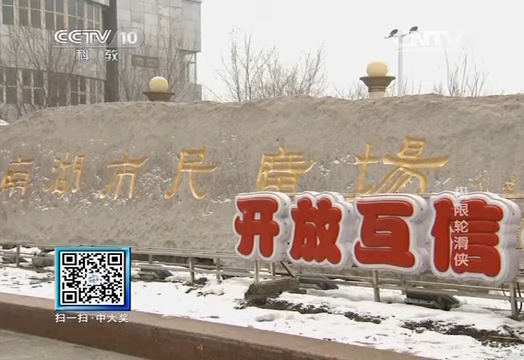 CCTV 10
科教
南湖市民广场
开放互信
极限轮滑侠
扫一扫·中大奖